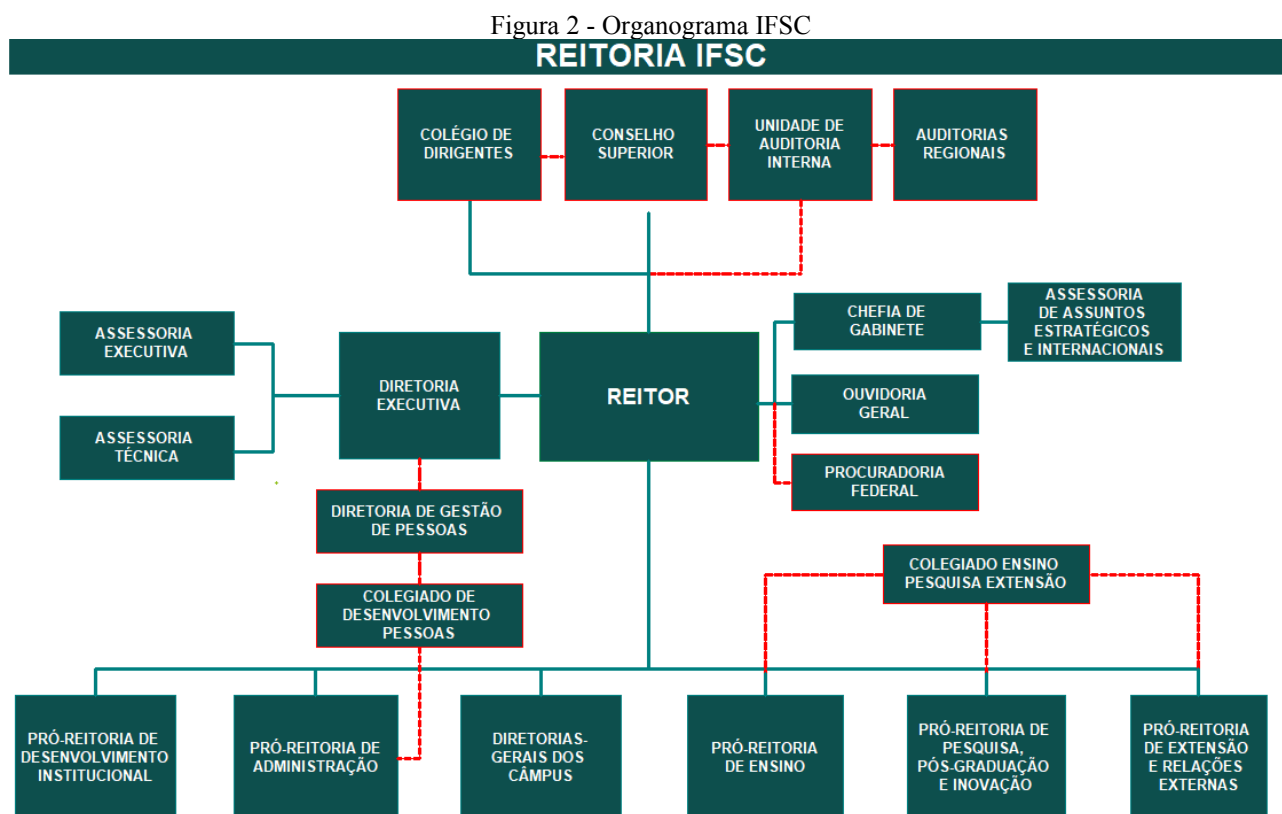 Figura 2 - Organograma IFSC
REITORIA IFSC
COLÉGIO DE
DIRIGENTES
CONSELHO
SUPERIOR
UNIDADE DE
AUDITORIA
INTERNA
AUDITORIAS
REGIONAIS
ASSESSORIA
EXECUTIVA
ASSESSORIA
TÉCNICA
DIRETORIA
EXECUTIVA
REITOR
CHEFIA DE
GABINETE
ASSESSORIA
DE ASSUNTOS
ESTRATÉGICOS
E INTERNACIONAIS
OUVIDORIA
GERAL
PROCURADORIA
FEDERAL
DIRETORIA DE GESTÃO
DE PESSOAS
COLEGIADO DE
DESENVOLVIMENTO
PESSOAS
COLEGIADO ENSINO
PESQUISA EXTENSÃO
PRÓ-REITORIA DE
DESENVOLVIMENTO
INSTITUCIONAL
PRÓ-REITORIA DE
ADMINISTRAÇÃO
DIRETORIAS-
GERAIS DOS
CÂMPUS
PRÓ-REITORIA
DE ENSINO
PRÓ-REITORIA DE
PESQUISA,
PÓS-GRADUAÇÃO
E INOVAÇÃO
PRÓ-REITORIA
DE EXTENSÃO
E RELAÇÕES
EXTERNAS